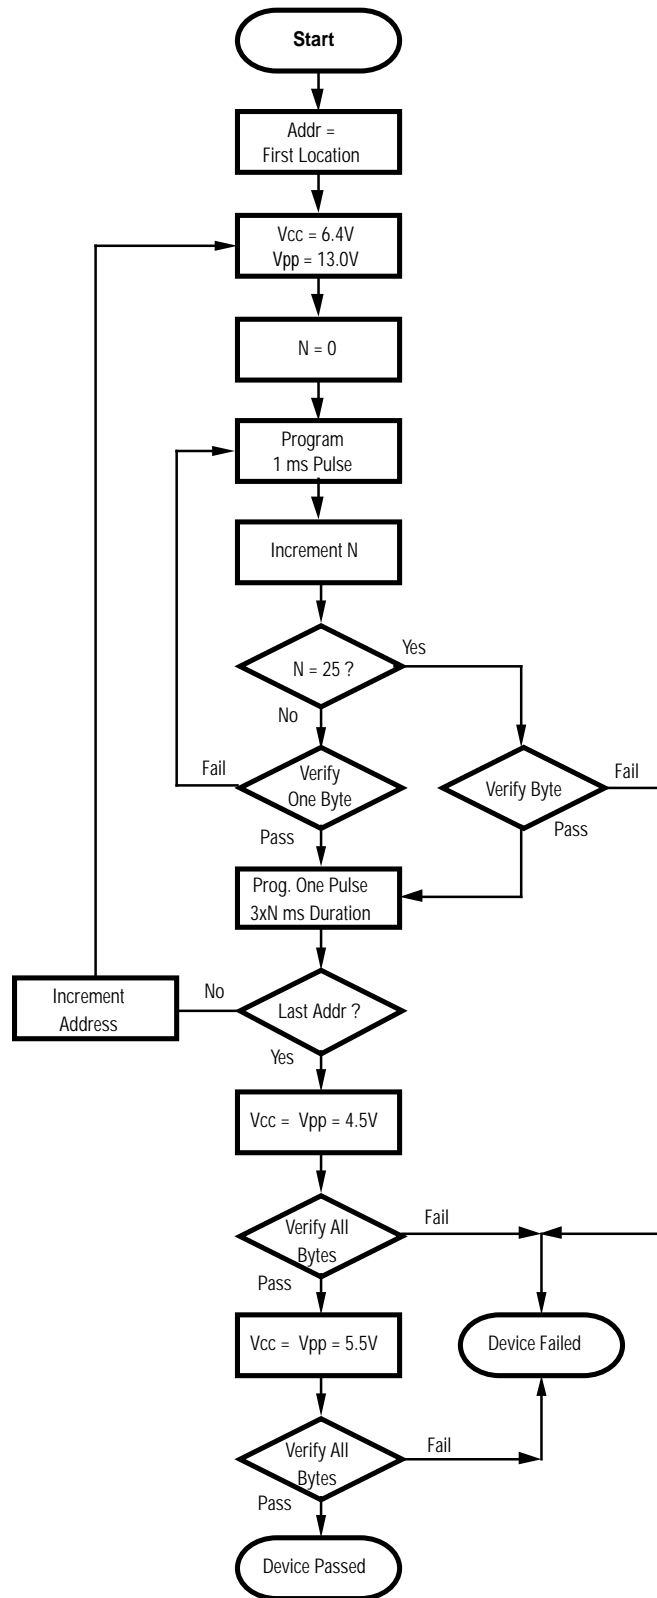 Start
Addr =
First Location
Vcc = 6.4V
Vpp = 13.0V
N = 0
Program
1 ms Pulse
Increment N
N = 25 ?
Yes
No
Fail
Verify
One Byte
Verify Byte
Fail
Pass
Pass
Prog. One Pulse
3xN ms Duration
Increment
Address
No
Last Addr ?
Yes
Vcc = Vpp = 4.5V
Verify All
Bytes
Fail
Pass
Vcc = Vpp = 5.5V
Device Failed
Verify All
Bytes
Fail
Pass
Device Passed